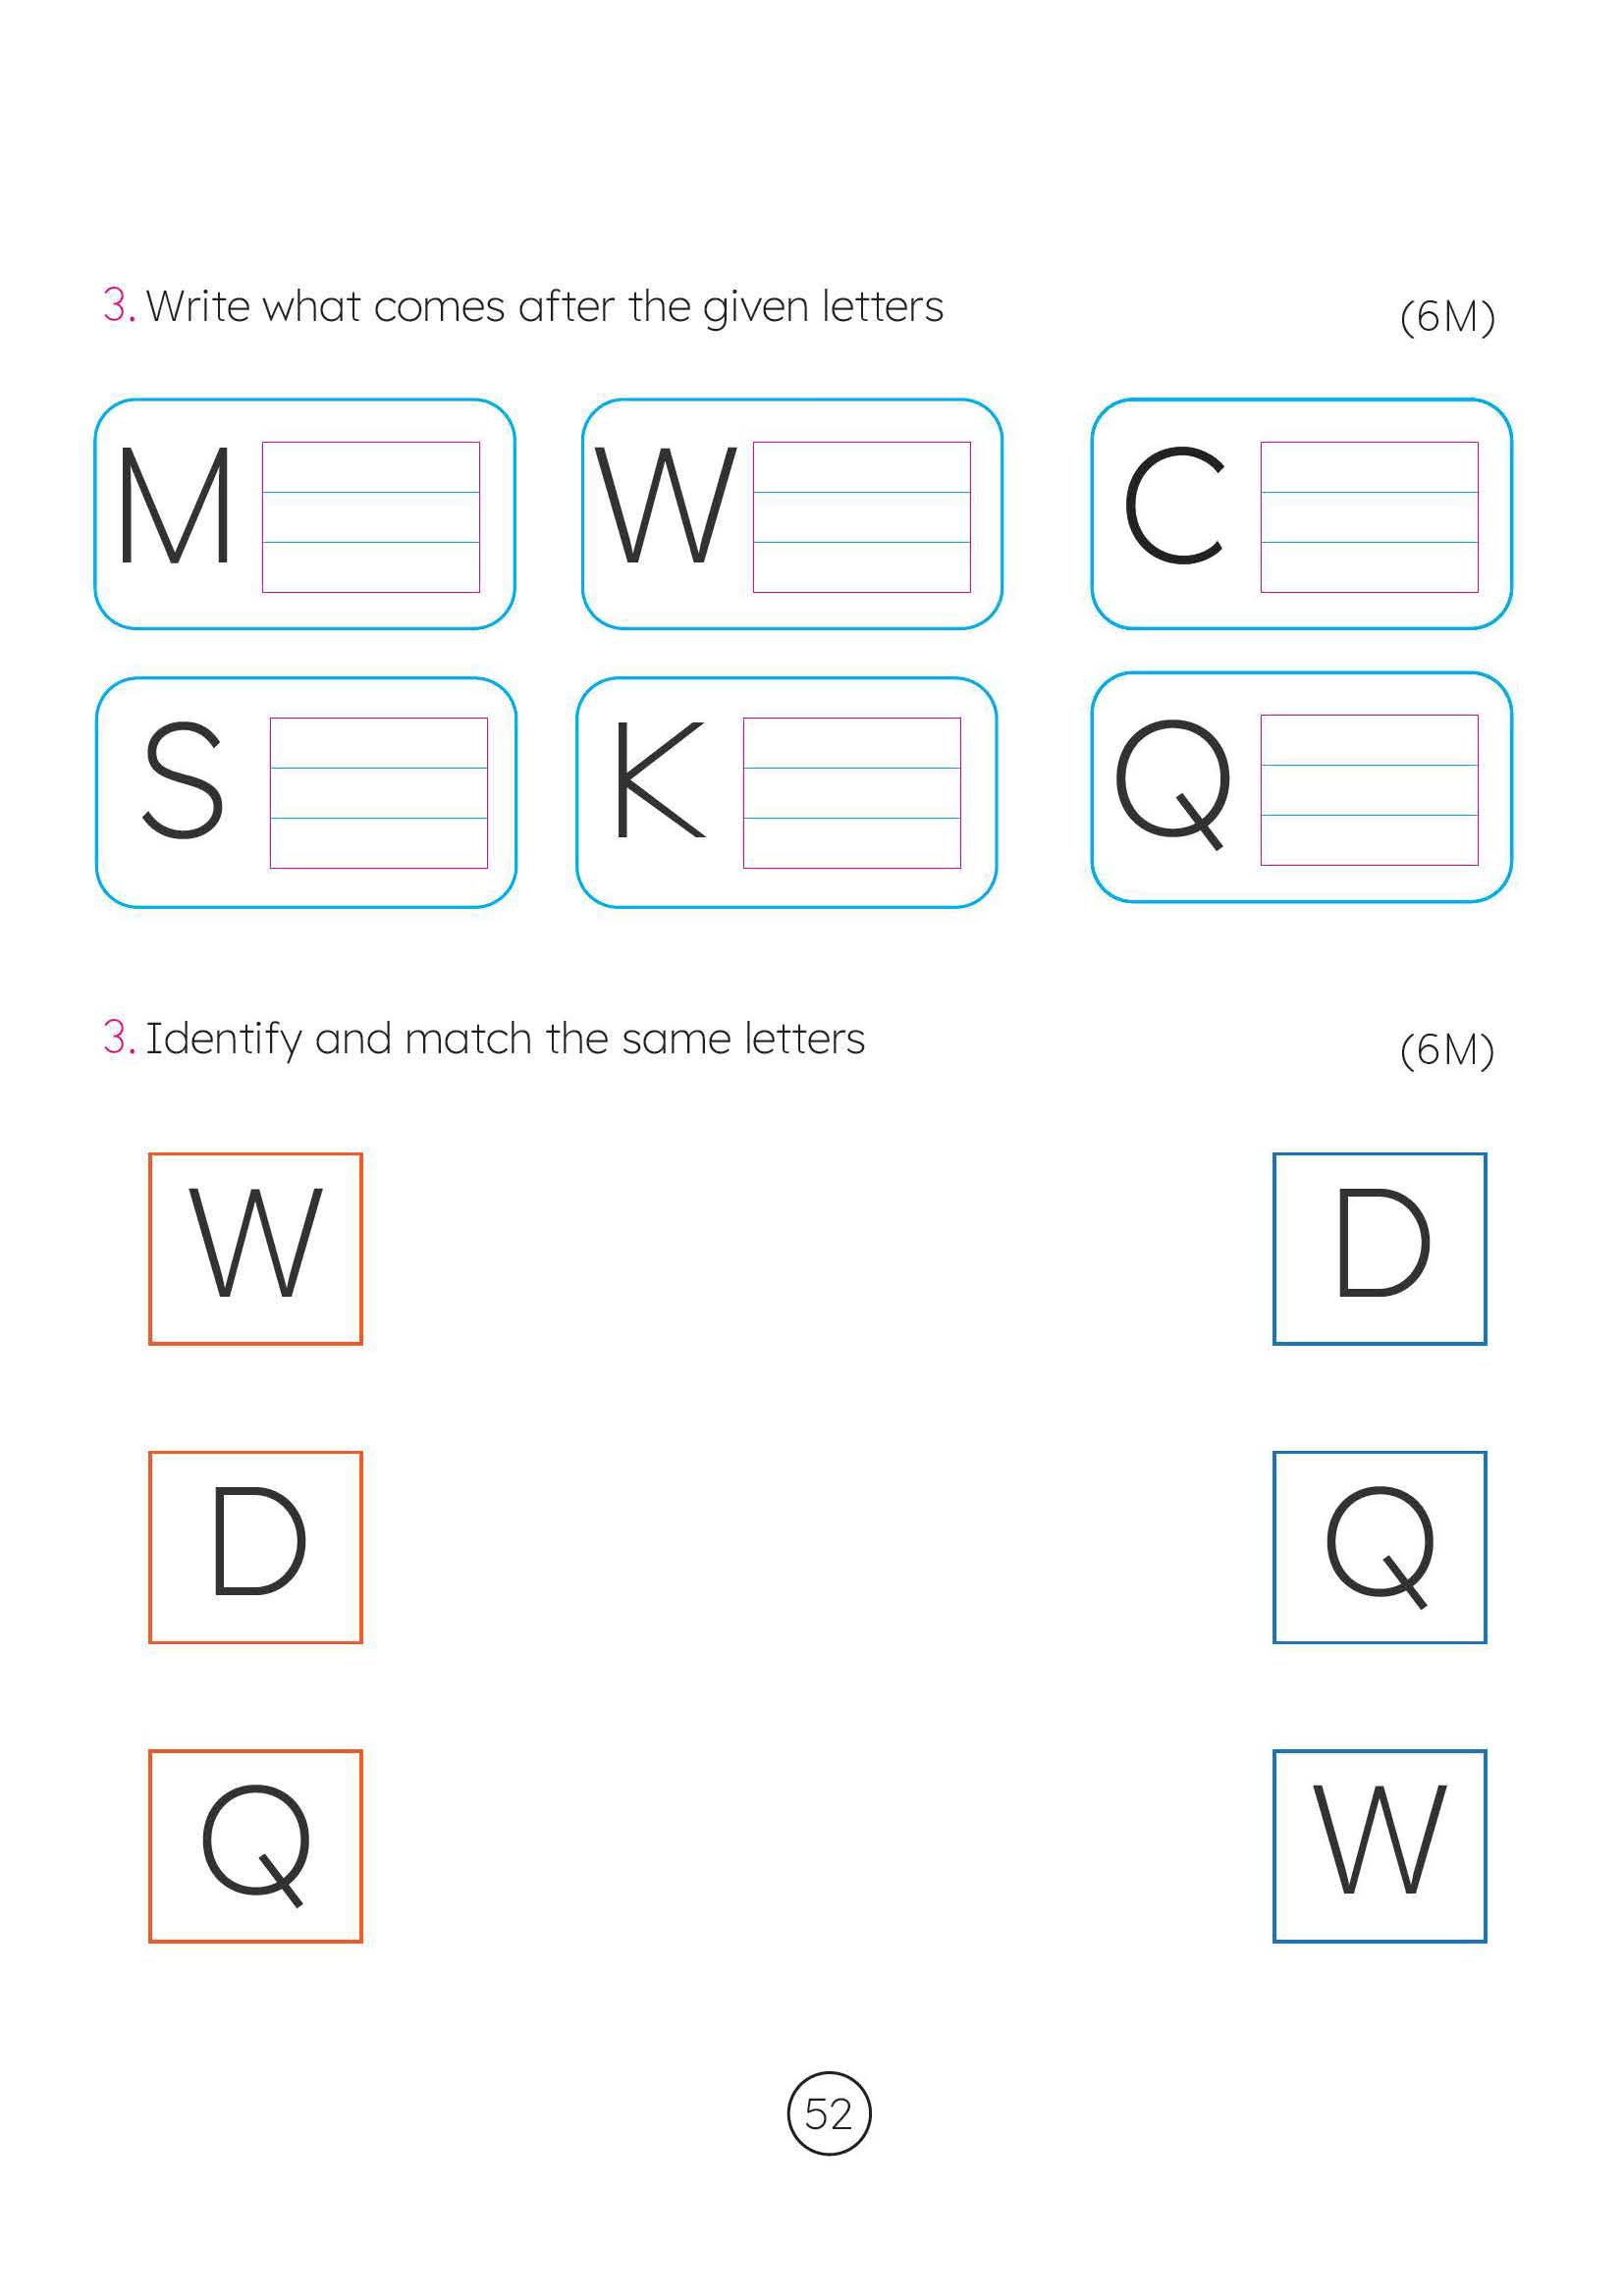 3. Write what comes after the given letters (6M)
M W C
S K Q
3. Identify and match the same letters (6M)
W D
D Q
Q W
52